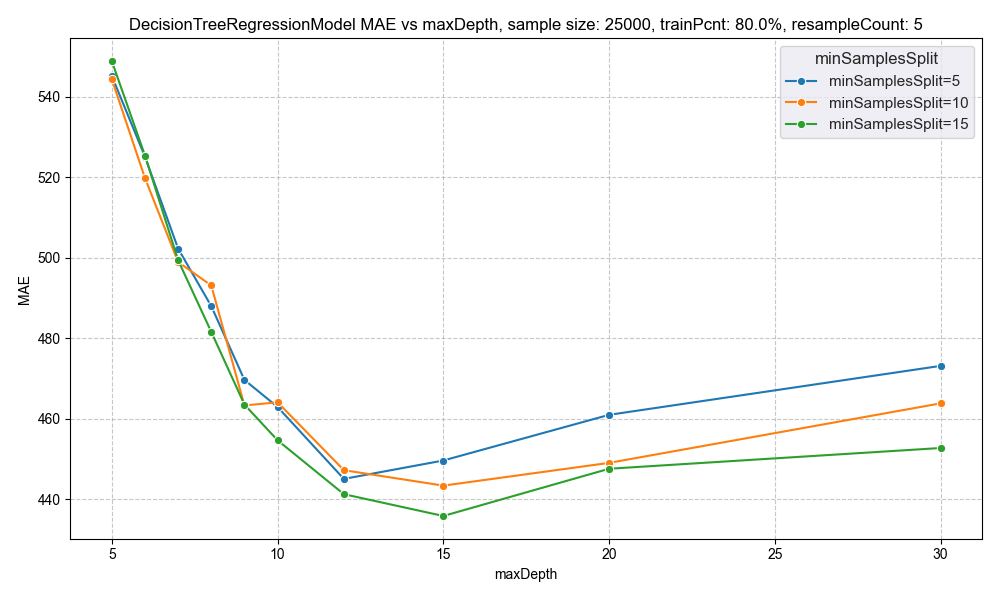 DecisionTreeRegressionModel MAE vs maxDepth, sample size: 25000, trainPcnt: 80.0%, resampleCount: 5
minSamplesSplit
minSamplesSplit=5
minSamplesSplit=10
minSamplesSplit=15
MAE
540
520
500
480
460
440
5 10 15 20 25 30
maxDepth